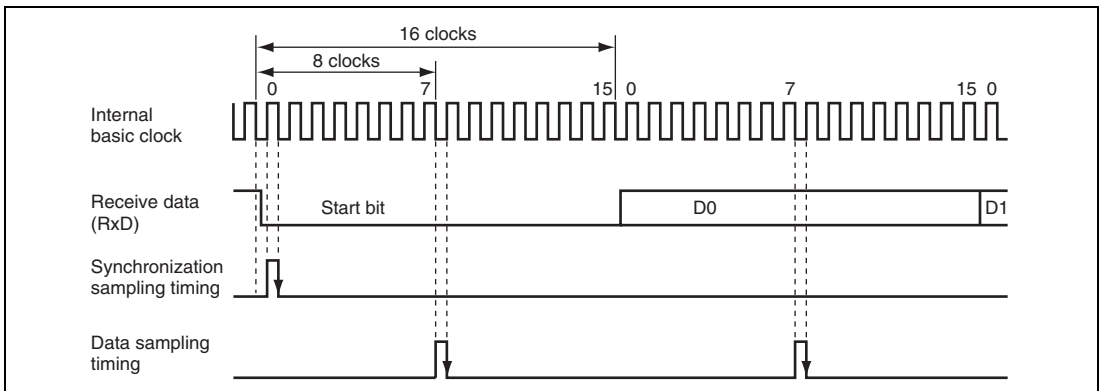 16 clocks
8 clocks
0 7 15 0 7 15 0
Internal
basic clock
Receive data
(RxD)
Start bit D0 D1
Synchronization
sampling timing
Data sampling
timing